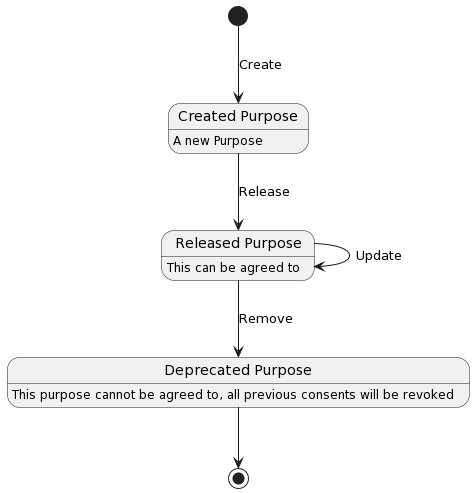 Create
Created Purpose
A new Purpose
Release
Released Purpose
This can be agreed to
Update
Remove
Deprecated Purpose
This purpose cannot be agreed to, all previous consents will be revoked